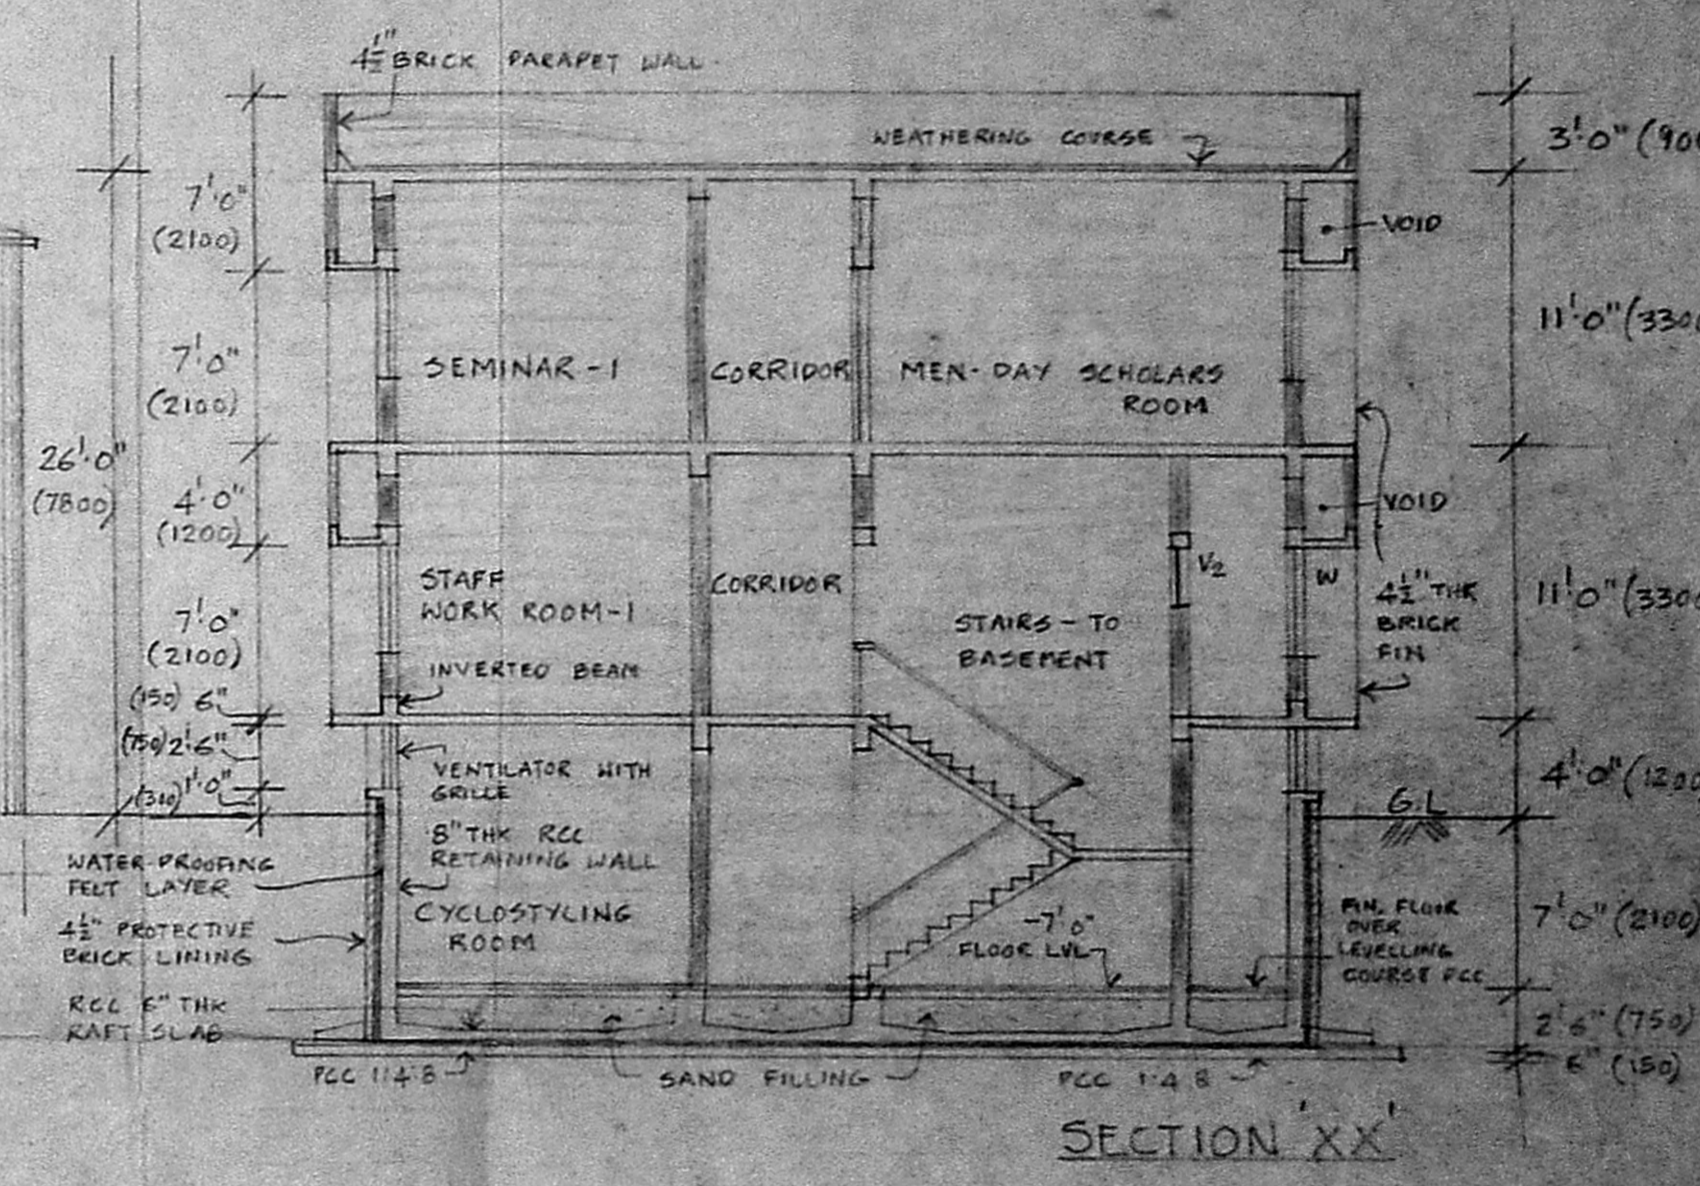 4½" BRICK PARAPET WALL
WEATHERING COURSE
3'.0" (90
7'.0"
(2100)
VOID
11'.0" (330
7'.0"
(2100)
SEMINAR - 1
CORRIDOR
MEN-DAY SCHOLARS
ROOM
26'.0"
(7800)
4'.0"
(1200)
VOID
STAFF
WORK ROOM-1
CORRIDOR
V2
W
4½" THK
BRICK
FIN
11'.0" (330
7'.0"
(2100)
STAIRS - TO
BASEMENT
INVERTED BEAM
(150) 6"
(750) 2'.6"
(300) 1'.0"
VENTILATOR WITH
GRILLE
4'.0" (120
G.L
8" THK RCC
RETAINING WALL
WATER-PROOFING
FELT LAYER
CYCLOSTYLING
ROOM
4½" PROTECTIVE
BRICK LINING
-7'.0"
FLOOR LVL
FIN. FLOOR
OVER
LEVELLING
COURSE PCC
7'.0" (2100)
RCC 6" THK
RAFT SLAB
2'.6" (750)
6" (150)
PCC 1:4:8
SAND FILLING
PCC 1:4:8
SECTION 'XX'